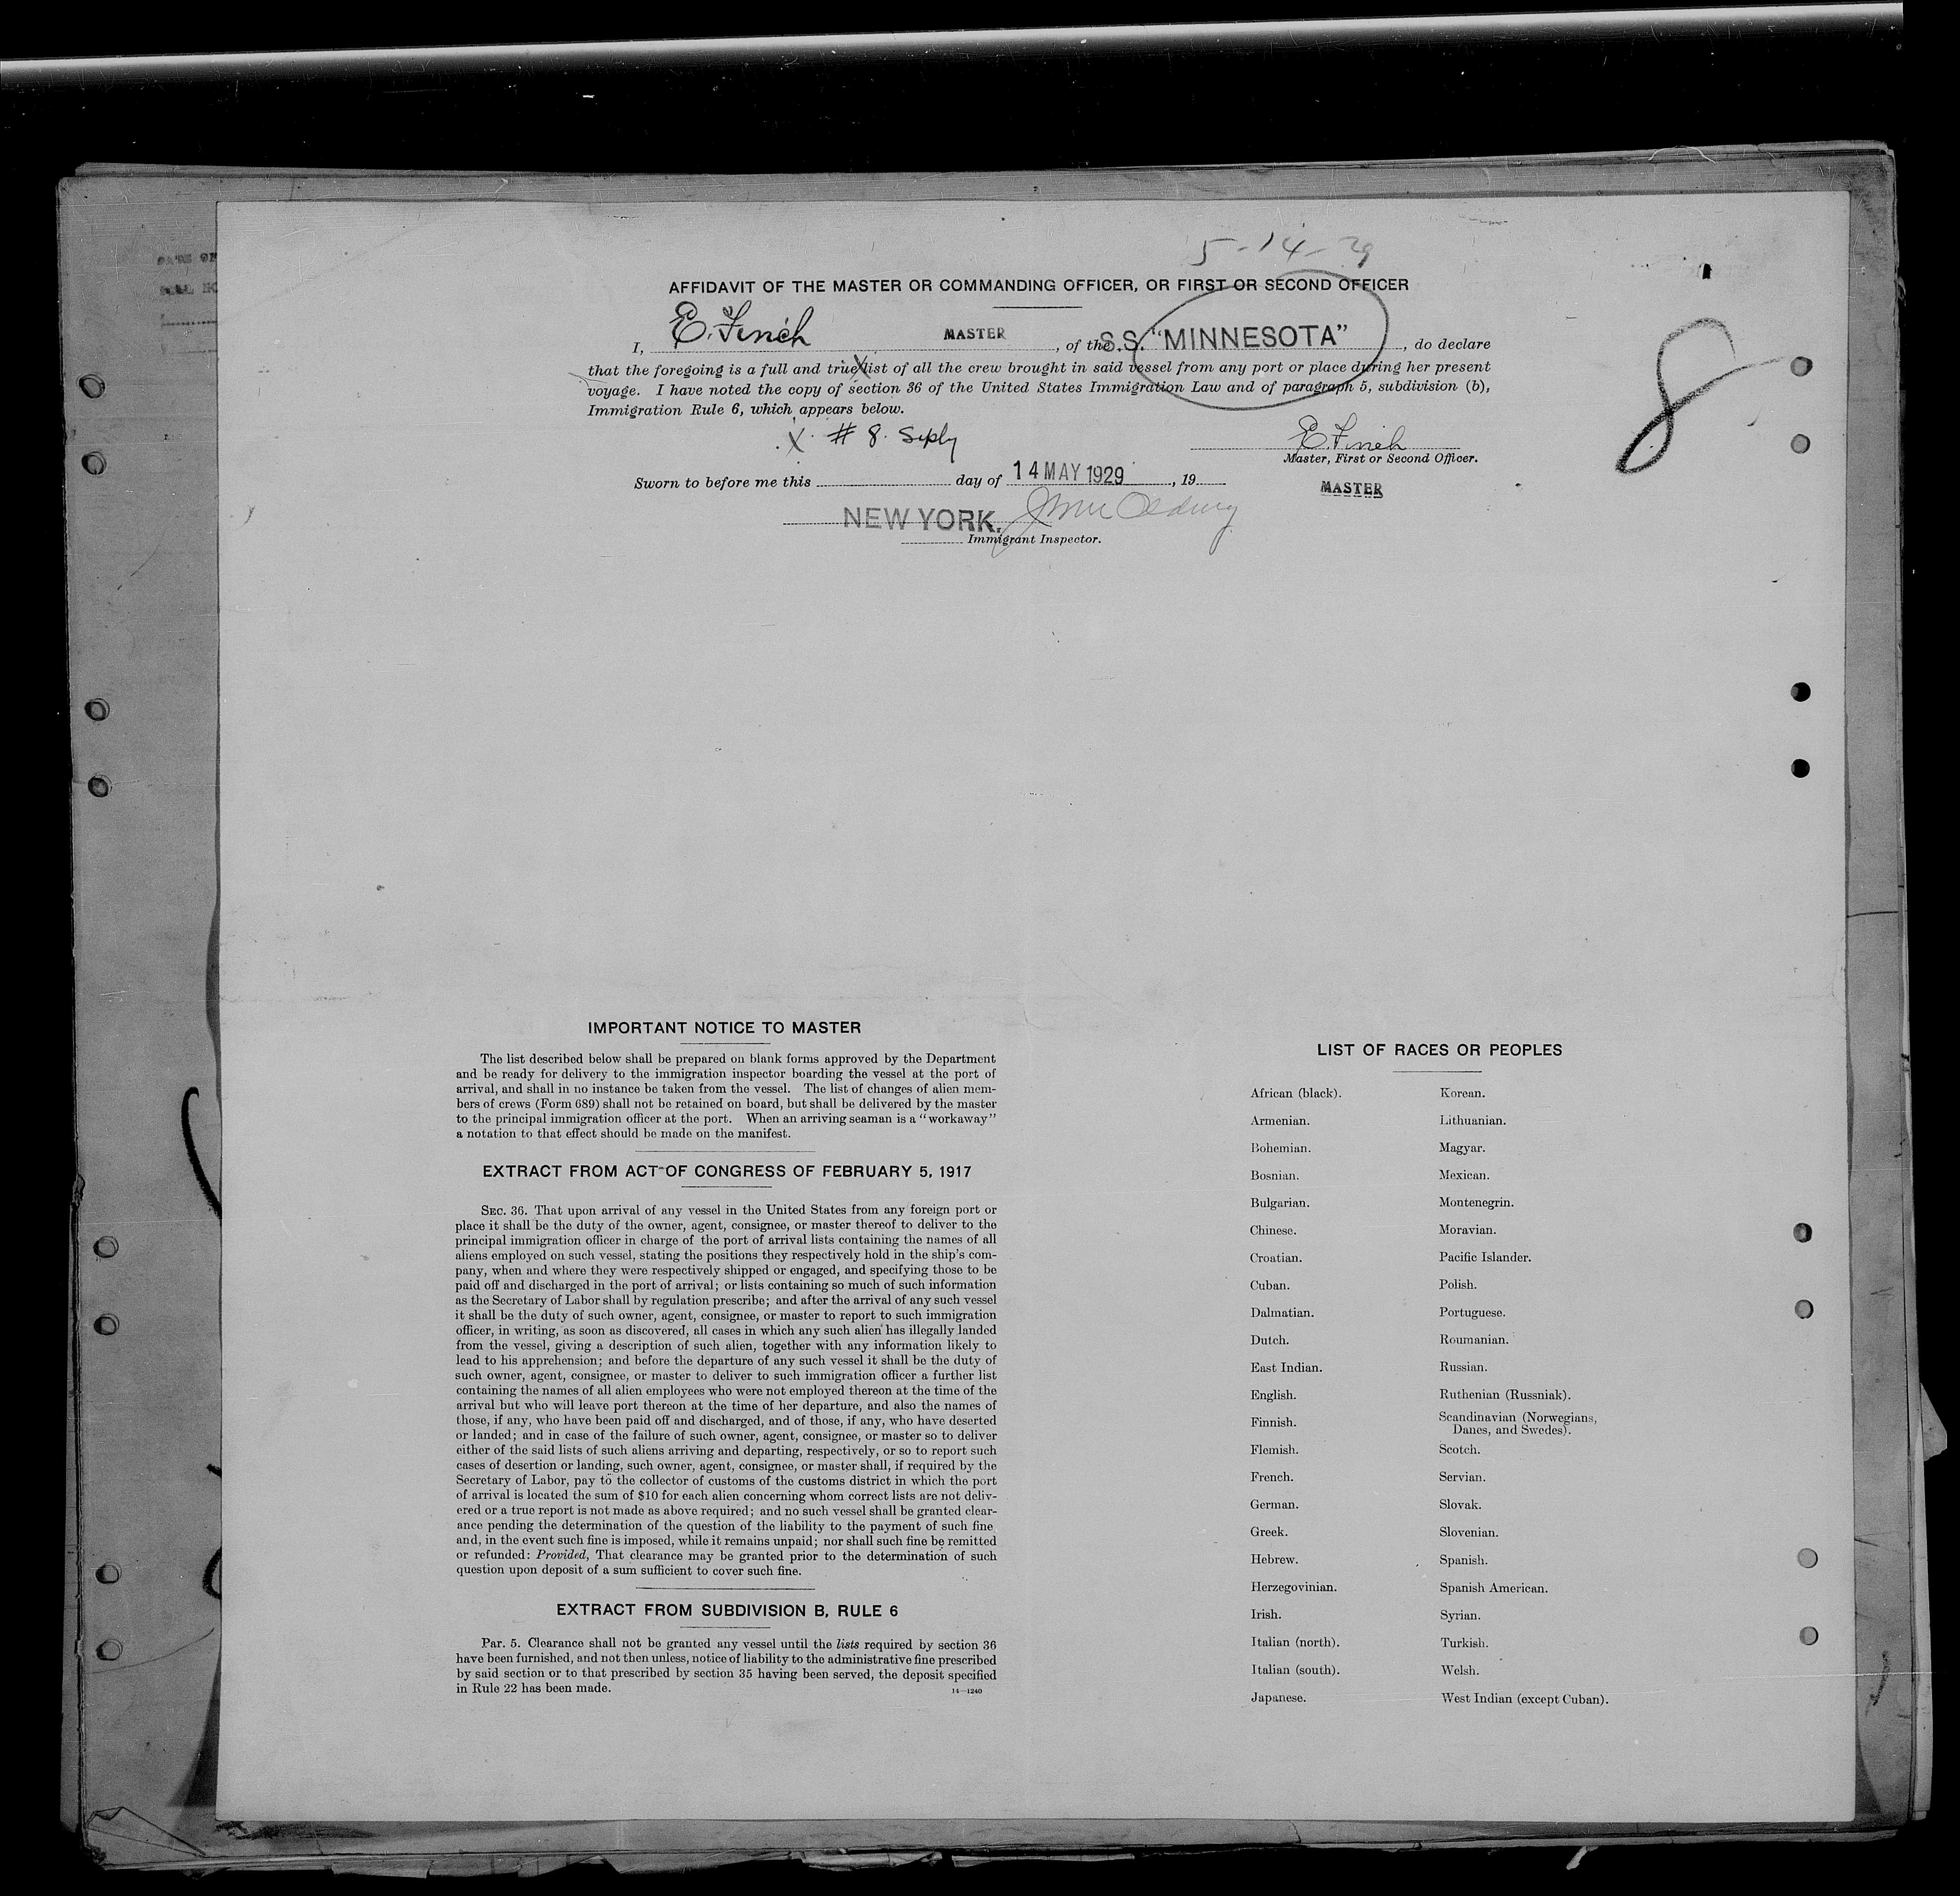 5-14-29
AFFIDAVIT OF THE MASTER OR COMMANDING OFFICER, OR FIRST OR SECOND OFFICER
I, E. Finch MASTER, of the S.S. "MINNESOTA", do declare
that the foregoing is a full and true X list of all the crew brought in said vessel from any port or place during her present
voyage. I have noted the copy of section 36 of the United States Immigration Law and of paragraph 5, subdivision (b),
Immigration Rule 6, which appears below.
8
X # 8.
E. Finch
Master, First or Second Officer.
Sworn to before me this day of 14 MAY 1929, 19
MASTER
NEW YORK.
Immigrant Inspector.
IMPORTANT NOTICE TO MASTER
The list described below shall be prepared on blank forms approved by the Department
and be ready for delivery to the immigration inspector boarding the vessel at the port of
arrival, and shall in no instance be taken from the vessel. The list of changes of alien mem-
bers of crews (Form 689) shall not be retained on board, but shall be delivered by the master
to the principal immigration officer at the port. When an arriving seaman is a "workaway"
a notation to that effect should be made on the manifest.
EXTRACT FROM ACT OF CONGRESS OF FEBRUARY 5, 1917
SEC. 36. That upon arrival of any vessel in the United States from any foreign port or
place it shall be the duty of the owner, agent, consignee, or master thereof to deliver to the
principal immigration officer in charge of the port of arrival lists containing the names of all
aliens employed on such vessel, stating the positions they respectively hold in the ship's com-
pany, when and where they were respectively shipped or engaged, and specifying those to be
paid off and discharged in the port of arrival; or lists containing so much of such information
as the Secretary of Labor shall by regulation prescribe; and after the arrival of any such vessel
it shall be the duty of such owner, agent, consignee, or master to report to such immigration
officer, in writing, as soon as discovered, all cases in which any such alien has illegally landed
from the vessel, giving a description of such alien, together with any information likely to
lead to his apprehension; and before the departure of any such vessel it shall be the duty of
such owner, agent, consignee, or master to deliver to such immigration officer a further list
containing the names of all alien employees who were not employed thereon at the time of the
arrival but who will leave port thereon at the time of her departure, and also the names of
those, if any, who have been paid off and discharged, and of those, if any, who have deserted
or landed; and in case of the failure of such owner, agent, consignee, or master so to deliver
either of the said lists of such aliens arriving and departing, respectively, or so to report such
cases of desertion or landing, such owner, agent, consignee, or master shall, if required by the
Secretary of Labor, pay to the collector of customs of the customs district in which the port
of arrival is located the sum of $10 for each alien concerning whom correct lists are not deliv-
ered or a true report is not made as above required; and no such vessel shall be granted clear-
ance pending the determination of the question of the liability to the payment of such fine
and, in the event such fine is imposed, while it remains unpaid; nor shall such fine be remitted
or refunded: Provided, That clearance may be granted prior to the determination of such
question upon deposit of a sum sufficient to cover such fine.
EXTRACT FROM SUBDIVISION B, RULE 6
Par. 5. Clearance shall not be granted any vessel until the lists required by section 36
have been furnished, and not then unless, notice of liability to the administrative fine prescribed
by said section or to that prescribed by section 35 having been served, the deposit specified
in Rule 22 has been made.
14—1240
LIST OF RACES OR PEOPLES
African (black).
Armenian.
Bohemian.
Bosnian.
Bulgarian.
Chinese.
Croatian.
Cuban.
Dalmatian.
Dutch.
East Indian.
English.
Finnish.
Flemish.
French.
German.
Greek.
Hebrew.
Herzegovinian.
Irish.
Italian (north).
Italian (south).
Japanese.
Korean.
Lithuanian.
Magyar.
Mexican.
Montenegrin.
Moravian.
Pacific Islander.
Polish.
Portuguese.
Roumanian.
Russian.
Ruthenian (Russniak).
Scandinavian (Norwegians,
Danes, and Swedes).
Scotch.
Servian.
Slovak.
Slovenian.
Spanish.
Spanish American.
Syrian.
Turkish.
Welsh.
West Indian (except Cuban).